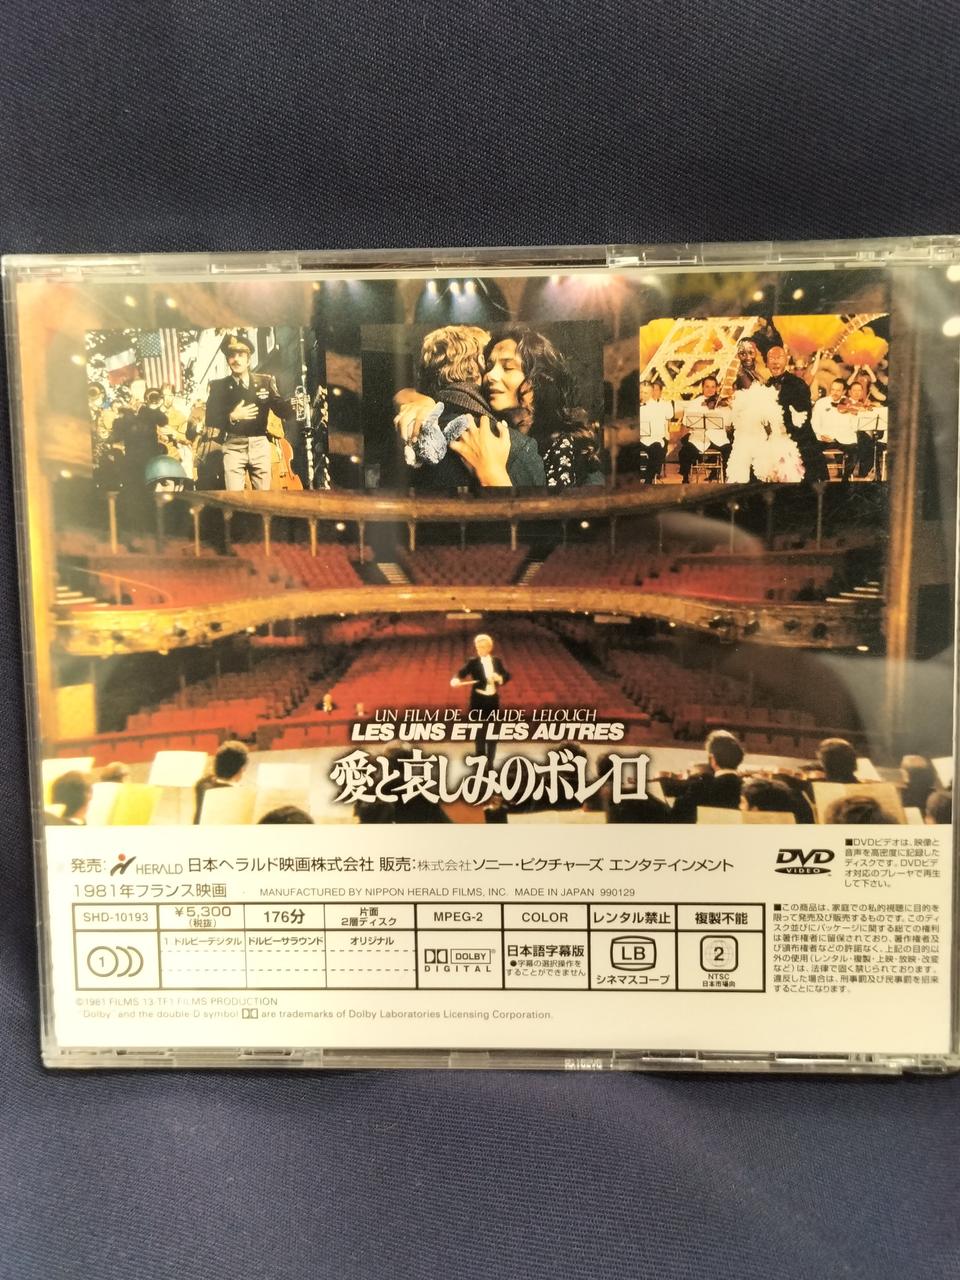 UN FILM DE CLAUDE LELOUCH
LES UNS ET LES AUTRES
愛と哀しみのボレロ
発売: HERALD 日本ヘラルド映画株式会社 販売:株式会社ソニー・ピクチャーズ エンタテインメント
1981年フランス映画 · MANUFACTURED BY NIPPON HERALD FILMS, INC. MADE IN JAPAN 990129
DVD
VIDEO
■DVDビデオは、映像と
音声を高密度に記録した
ディスクです。DVDビデ
オ対応のプレーヤで再生
して下さい。
SHD-10193
¥5,300
(税抜)
176分
片面
2層ディスク
MPEG-2
COLOR
レンタル禁止
複製不能
1
1 ドルビーデジタル
ドルビーサラウンド
オリジナル
DOLBY
DIGITAL
日本語字幕版
●字幕の選択操作を
することができません
LB
シネマスコープ
2
NTSC
日本市場向
■この商品は、家庭での私的視聴に目的を
限って発売及び販売するものです。このディ
スク並びにパッケージに関する総ての権利
は著作権者に留保されており、著作権者及
び頒布権者などの許諾なく、上記の目的以
外の使用(レンタル・複製・上映・放映・改変
など)は、法律で固く禁じられております。
違反した場合は、刑事罰及び民事罰を招来
することになります。
©1981 FILMS 13-TF1 FILMS PRODUCTION
"Dolby" and the double-D symbol are trademarks of Dolby Laboratories Licensing Corporation.